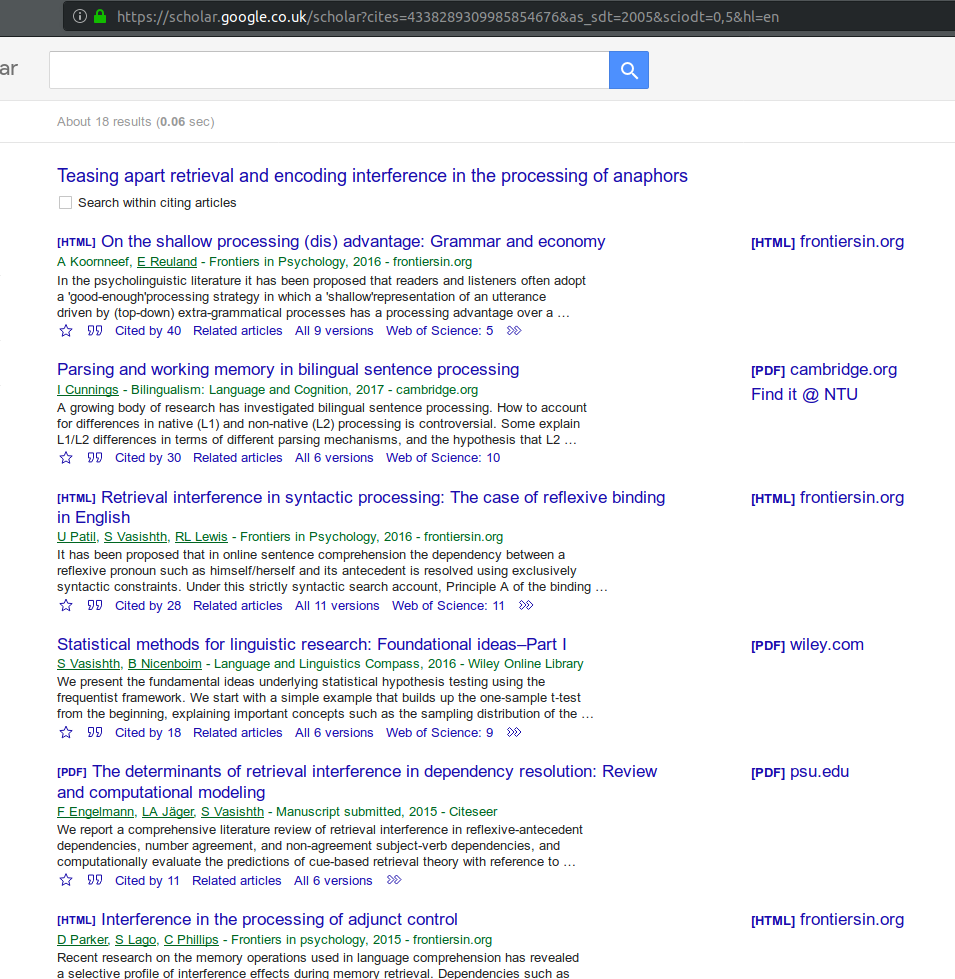 https://scholar.google.co.uk/scholar?cites=4338289309985854676&as_sdt=2005&sciodt=0,5&hl=en
ar
About 18 results (0.06 sec)
Teasing apart retrieval and encoding interference in the processing of anaphors
Search within citing articles
[HTML] On the shallow processing (dis) advantage: Grammar and economy
[HTML] frontiersin.org
A Koornneef, E Reuland - Frontiers in Psychology, 2016 - frontiersin.org
In the psycholinguistic literature it has been proposed that readers and listeners often adopt
a 'good-enough'processing strategy in which a 'shallow'representation of an utterance
driven by (top-down) extra-grammatical processes has a processing advantage over a …
Cited by 40 Related articles All 9 versions Web of Science: 5
Parsing and working memory in bilingual sentence processing
[PDF] cambridge.org
I Cunnings - Bilingualism: Language and Cognition, 2017 - cambridge.org
Find it @ NTU
A growing body of research has investigated bilingual sentence processing. How to account
for differences in native (L1) and non-native (L2) processing is controversial. Some explain
L1/L2 differences in terms of different parsing mechanisms, and the hypothesis that L2 …
Cited by 30 Related articles All 6 versions Web of Science: 10
[HTML] Retrieval interference in syntactic processing: The case of reflexive binding
in English
[HTML] frontiersin.org
U Patil, S Vasishth, RL Lewis - Frontiers in Psychology, 2016 - frontiersin.org
It has been proposed that in online sentence comprehension the dependency between a
reflexive pronoun such as himself/herself and its antecedent is resolved using exclusively
syntactic constraints. Under this strictly syntactic search account, Principle A of the binding …
Cited by 28 Related articles All 11 versions Web of Science: 11
Statistical methods for linguistic research: Foundational ideas–Part I
[PDF] wiley.com
S Vasishth, B Nicenboim - Language and Linguistics Compass, 2016 - Wiley Online Library
We present the fundamental ideas underlying statistical hypothesis testing using the
frequentist framework. We start with a simple example that builds up the one-sample t-test
from the beginning, explaining important concepts such as the sampling distribution of the …
Cited by 18 Related articles All 6 versions Web of Science: 9
[PDF] The determinants of retrieval interference in dependency resolution: Review
and computational modeling
[PDF] psu.edu
F Engelmann, LA Jäger, S Vasishth - Manuscript submitted, 2015 - Citeseer
We report a comprehensive literature review of retrieval interference in reflexive-antecedent
dependencies, number agreement, and non-agreement subject-verb dependencies, and
computationally evaluate the predictions of cue-based retrieval theory with reference to …
Cited by 11 Related articles All 6 versions
[HTML] Interference in the processing of adjunct control
[HTML] frontiersin.org
D Parker, S Lago, C Phillips - Frontiers in psychology, 2015 - frontiersin.org
Recent research on the memory operations used in language comprehension has revealed
a selective profile of interference effects during memory retrieval. Dependencies such as